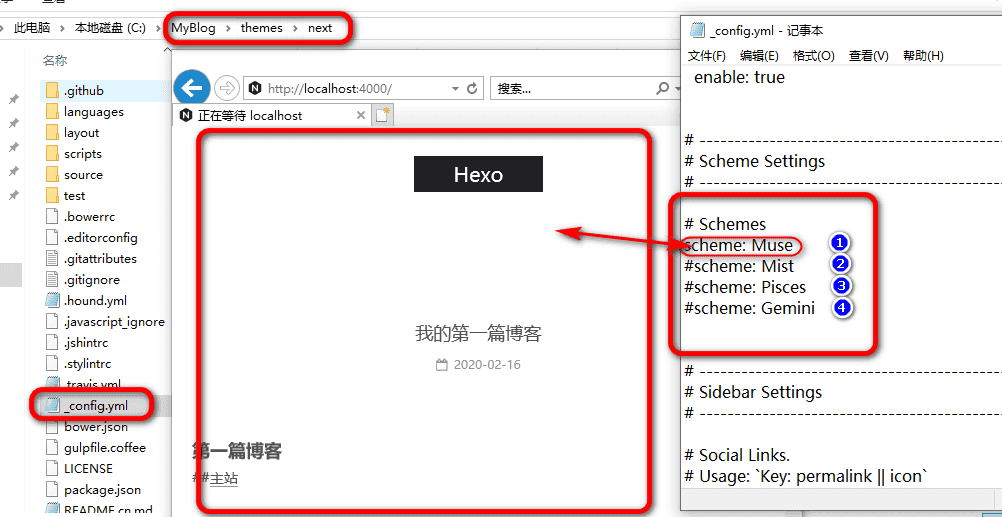 此电脑 › 本地磁盘 (C:) › MyBlog › themes › next
名称
.github
languages
layout
scripts
source
test
.bowerrc
.editorconfig
.gitattributes
.gitignore
.hound.yml
.javascript_ignore
.jshintrc
.stylintrc
.travis.yml
_config.yml
bower.json
gulpfile.coffee
LICENSE
package.json
README.cn.md
http://localhost:4000/
搜索...
正在等待 localhost
Hexo
我的第一篇博客
2020-02-16
第一篇博客
##主站
_config.yml - 记事本
文件(F) 编辑(E) 格式(O) 查看(V) 帮助(H)
enable: true
# ---------------------------------------
# Scheme Settings
# ---------------------------------------
# Schemes
scheme: Muse 1
#scheme: Mist 2
#scheme: Pisces 3
#scheme: Gemini 4
# ---------------------------------------
# Sidebar Settings
# ---------------------------------------
# Social Links.
# Usage: `Key: permalink || icon`